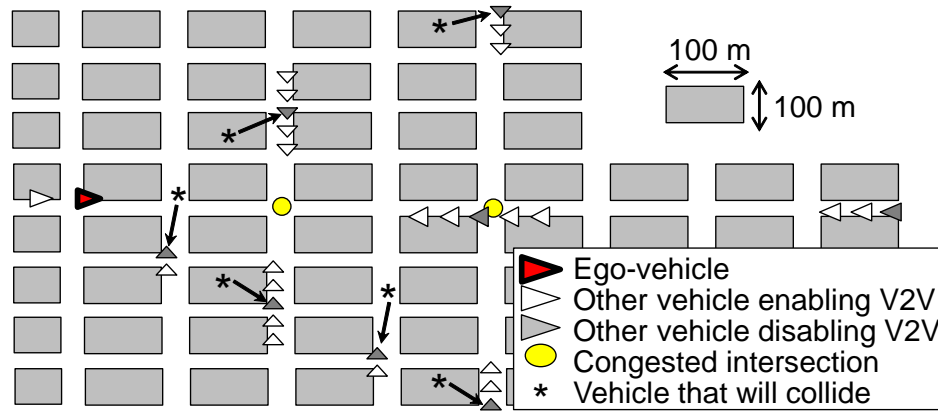 *
100 m
*
100 m
*
*
*
*
Ego-vehicle
Other vehicle enabling V2V
Other vehicle disabling V2V
Congested intersection
* Vehicle that will collide